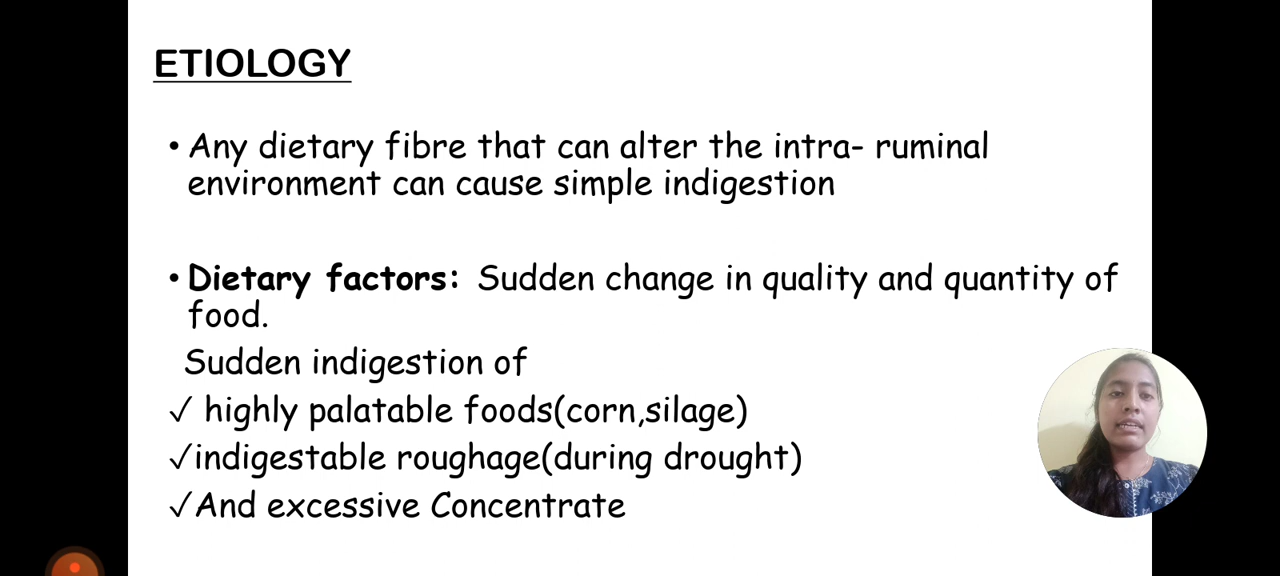 ETIOLOGY
• Any dietary fibre that can alter the intra- ruminal
environment can cause simple indigestion
• Dietary factors: Sudden change in quality and quantity of
food.
Sudden indigestion of
✓ highly palatable foods(corn,silage)
✓indigestable roughage(during drought)
✓And excessive Concentrate